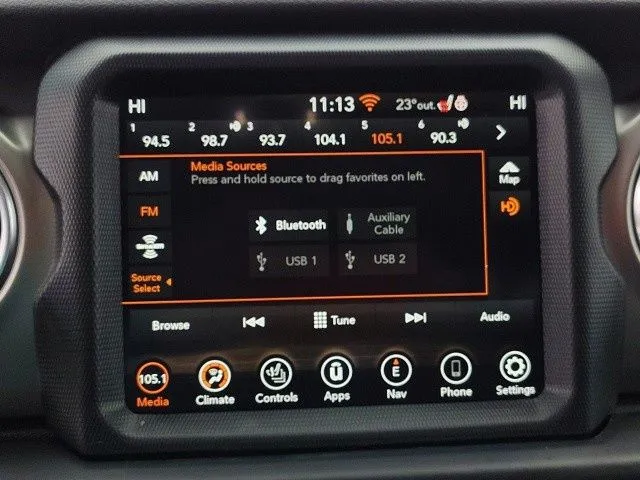 HI 11:13 23°out. HI
1 94.5 2 98.7 3 93.7 4 104.1 5 105.1 6 90.3
Media Sources
Press and hold source to drag favorites on left.
AM
Map
FM
HD
Bluetooth
Auxiliary
Cable
USB 1
USB 2
Source
Select
Browse Tune Audio
105.1 E
Media Climate Controls Apps Nav Phone Settings